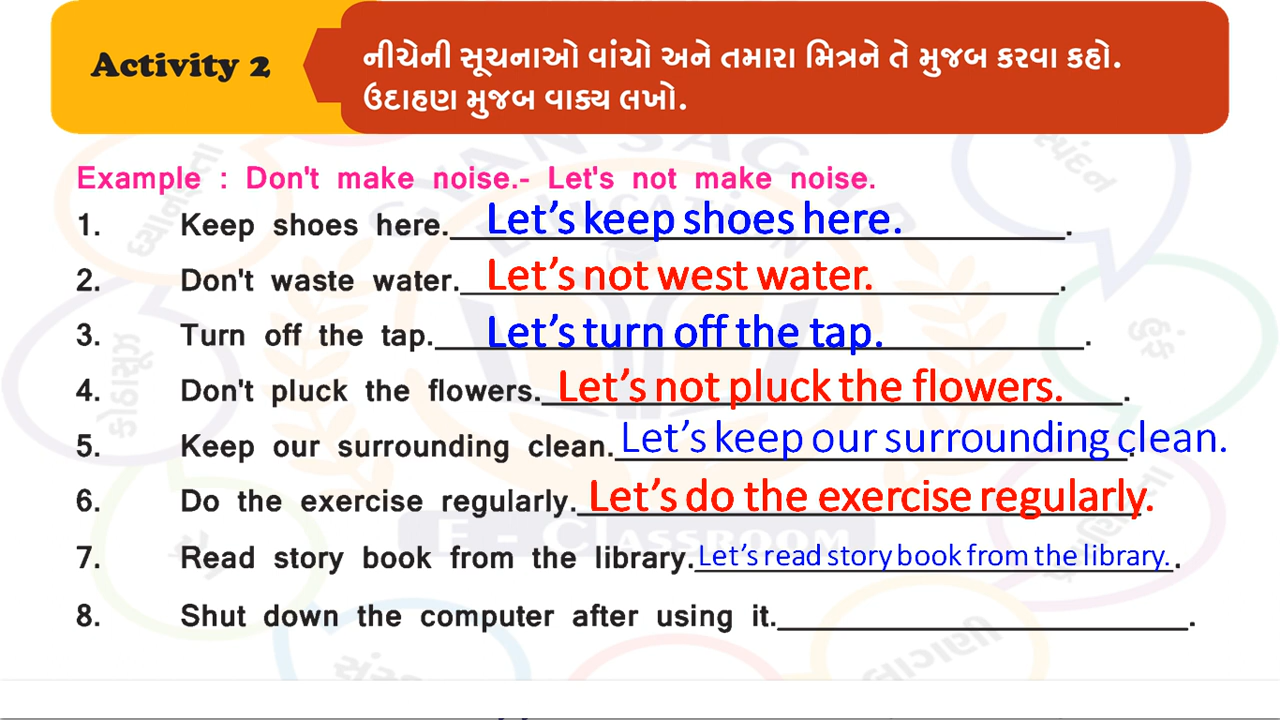 Activity 2
નીચેની સૂચનાઓ વાંચો અને તમારા મિત્રને તે મુજબ કરવા કહો.
ઉદાહણ મુજબ વાક્ય લખો.
Example : Don't make noise.- Let's not make noise.
1. Keep shoes here. Let's keep shoes here. .
2. Don't waste water. Let's not west water. .
3. Turn off the tap. Let's turn off the tap. .
4. Don't pluck the flowers. Let's not pluck the flowers. .
5. Keep our surrounding clean. Let's keep our surrounding clean. .
6. Do the exercise regularly. Let's do the exercise regularly. .
7. Read story book from the library. Let's read story book from the library. .
8. Shut down the computer after using it. .